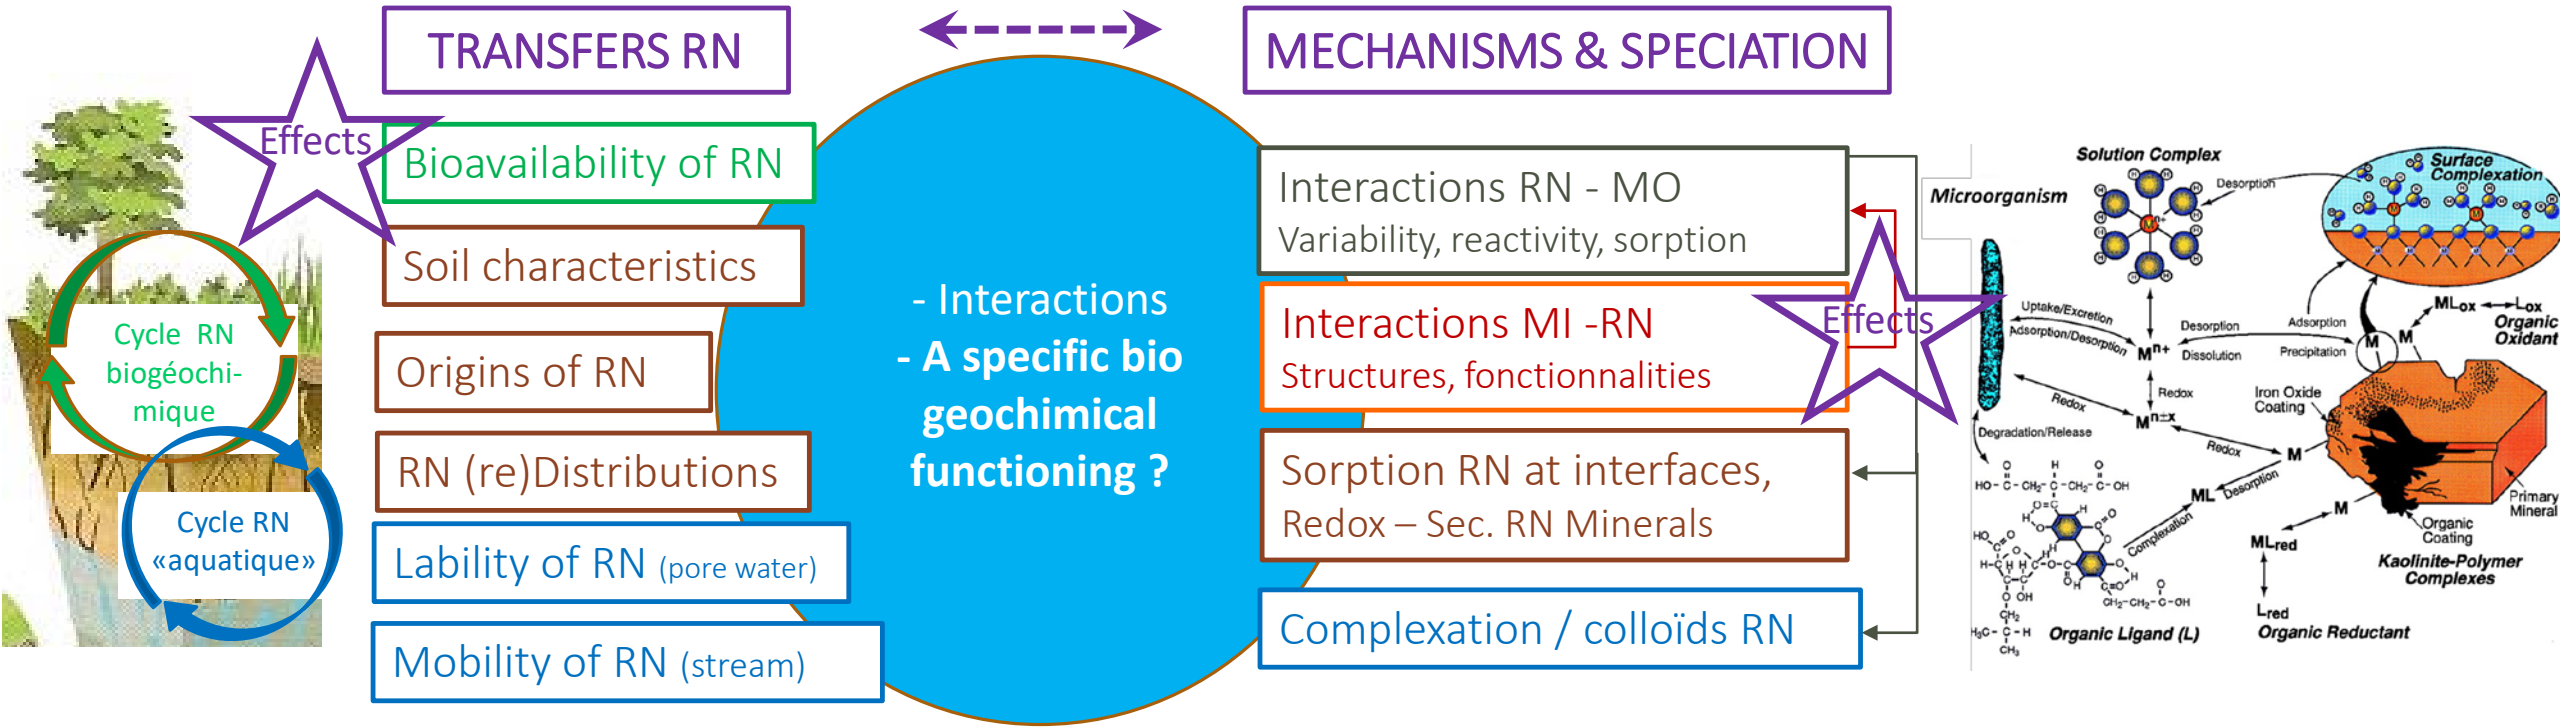 TRANSFERS RN
MECHANISMS & SPECIATION
Effects
Bioavailability of RN
Soil characteristics
Origins of RN
RN (re)Distributions
Lability of RN (pore water)
Mobility of RN (stream)
Cycle RN
biogéochi-
mique
Cycle RN
«aquatique»
- Interactions
- A specific bio
geochimical
functioning ?
Interactions RN - MO
Variability, reactivity, sorption
Interactions MI -RN
Structures, fonctionnalities
Effects
Sorption RN at interfaces,
Redox – Sec. RN Minerals
Complexation / colloïds RN
Solution Complex
Microorganism
Desorption
Surface
Complexation
Mn+
Uptake/Excretion
Adsorption/Desorption
Mn+
Desorption
Dissolution
Adsorption
Precipitation
M
M
MLox
Lox
Organic
Oxidant
Redox
Redox
Mn±x
Iron Oxide
Coating
Degradation/Release
Redox
M
ML
Desorption
Complexation
M
Organic
Coating
Primary
Mineral
MLred
Kaolinite-Polymer
Complexes
Lred
Organic Reductant
Organic Ligand (L)